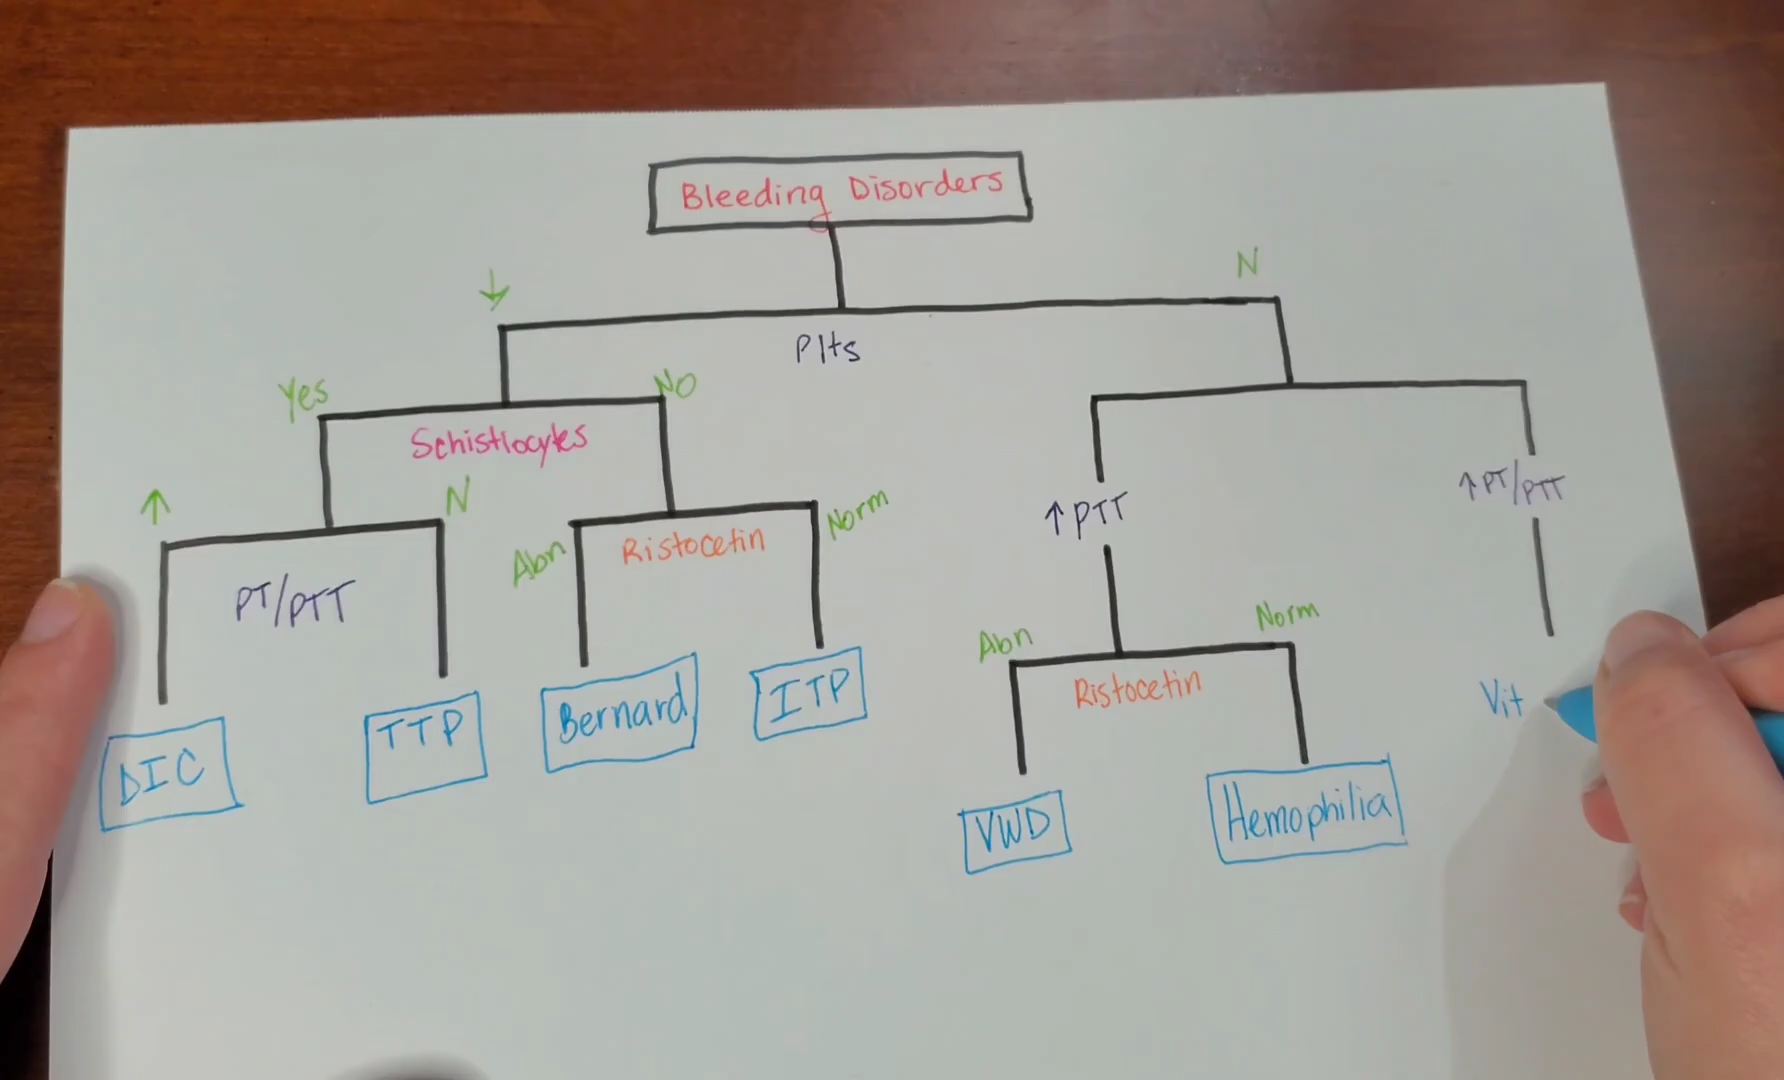 Bleeding Disorders
↓
N
Plts
Yes
NO
Schistiocytes
↑
N
PT/PTT
Abn
Norm
Ristocetin
DIC
TTP
Bernard
ITP
↑PTT
↑PT/PTT
Abn
Norm
Ristocetin
VWD
Hemophilia
Vit